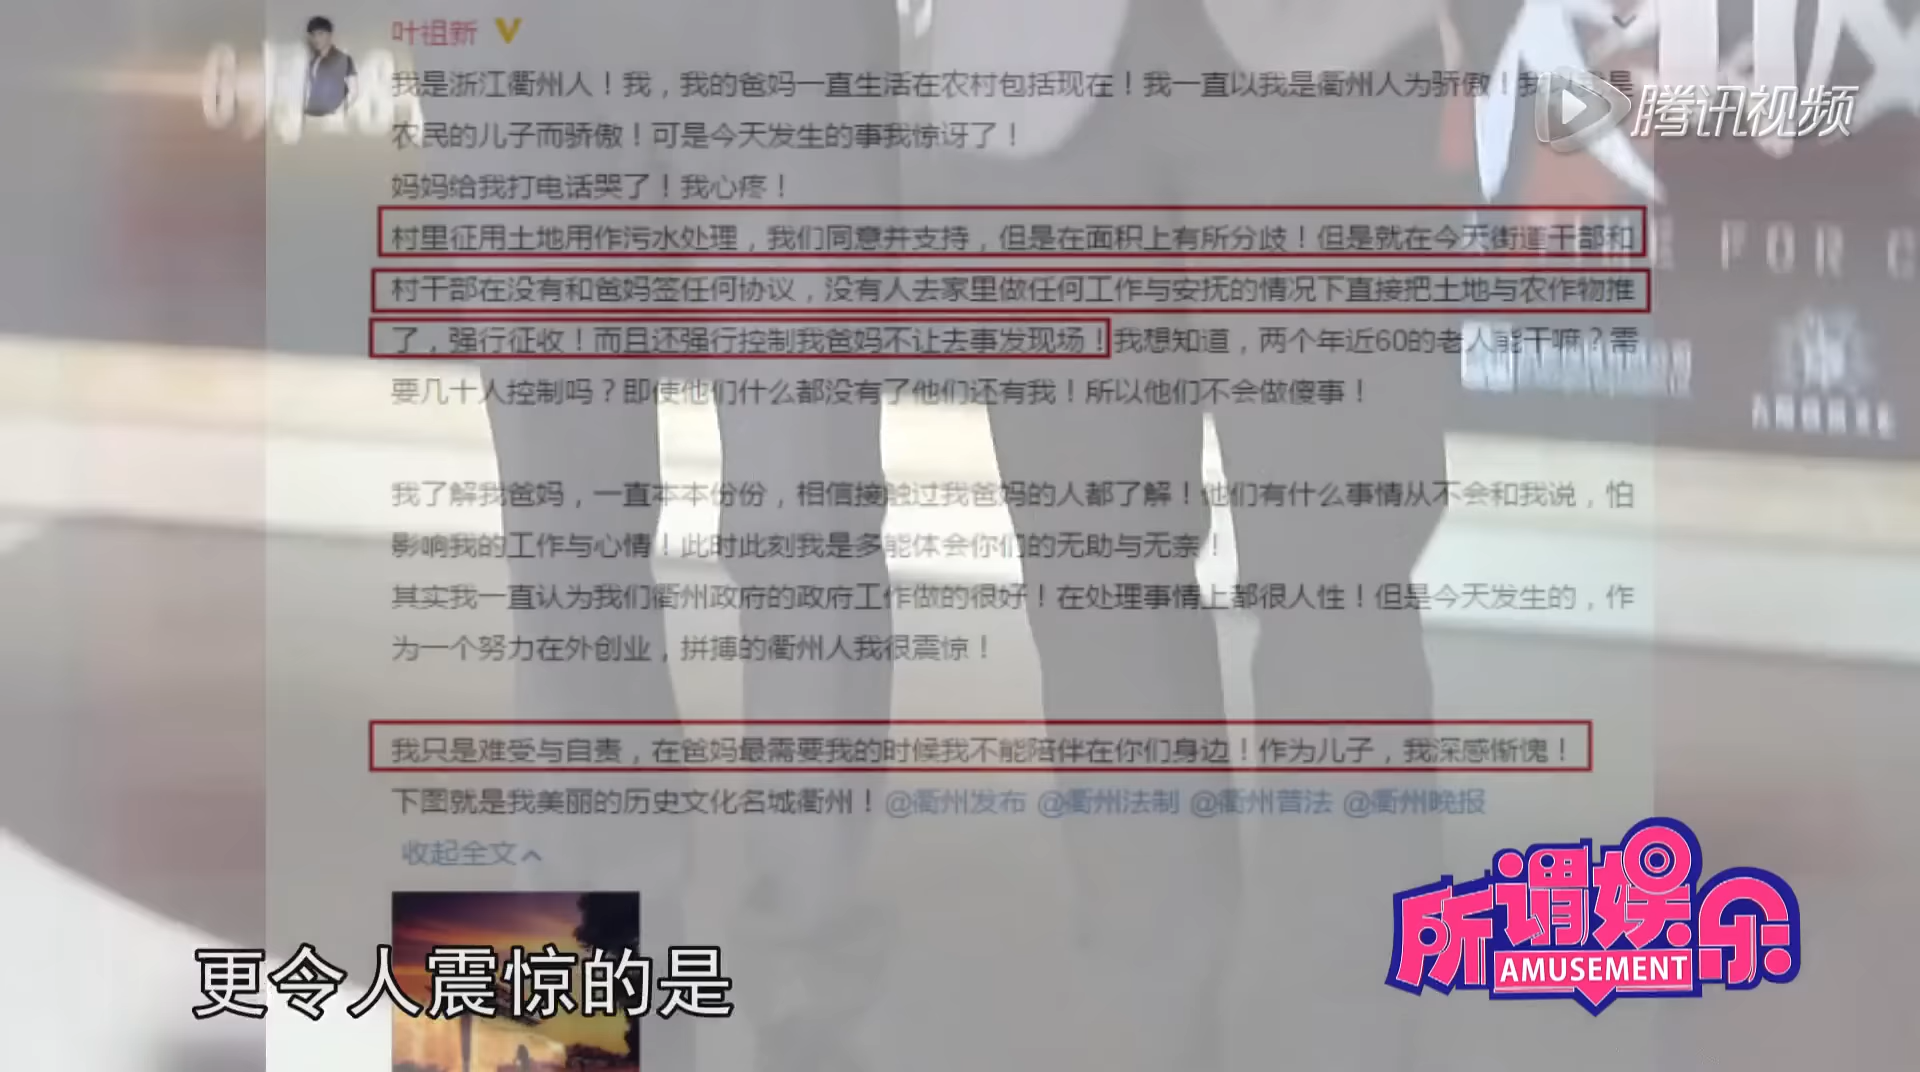 叶祖新
我是浙江衢州人！我，我的爸妈一直生活在农村包括现在！我一直以我是衢州人为骄傲！我
是
农民的儿子而骄傲！可是今天发生的事我惊讶了！
妈妈给我打电话哭了！我心疼！
村里征用土地用作污水处理，我们同意并支持，但是在面积上有所分歧！但是就在今天街道干部和
村干部在没有和爸妈签任何协议，没有人去家里做任何工作与安抚的情况下直接把土地与农作物推
了，强行征收！而且还强行控制我爸妈不让去事发现场！我想知道，两个年近60的老人能干嘛？需
要几十人控制吗？即使他们什么都没有了他们还有我！所以他们不会做傻事！
我了解我爸妈，一直本本份份，相信接触过我爸妈的人都了解！他们有什么事情从不会和我说，怕
影响我的工作与心情！此时此刻我是多能体会你们的无助与无奈！
其实我一直认为我们衢州政府的政府工作做的很好！在处理事情上都很人性！但是今天发生的，作
为一个努力在外创业，拼搏的衢州人我很震惊！
我只是难受与自责，在爸妈最需要我的时候我不能陪伴在你们身边！作为儿子，我深感惭愧！
下图就是我美丽的历史文化名城衢州！@衢州发布 @衢州法制 @衢州普法 @衢州晚报
收起全文
腾讯视频
FOR
更令人震惊的是
所谓娱乐
AMUSEMENT